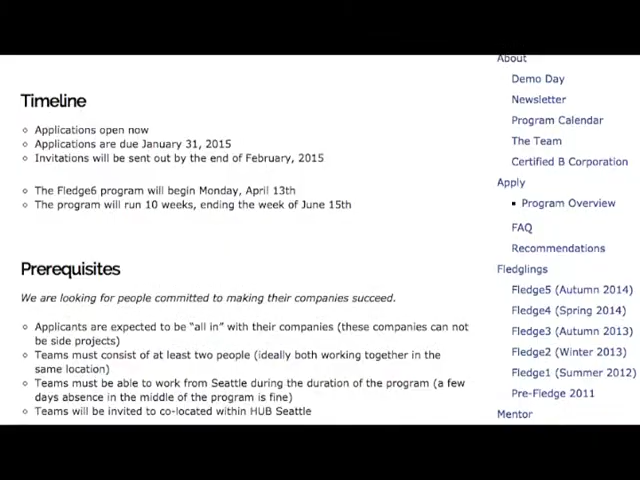 Timeline
Applications open now
Applications are due January 31, 2015
Invitations will be sent out by the end of February, 2015
The Fledge6 program will begin Monday, April 13th
The program will run 10 weeks, ending the week of June 15th
Prerequisites
We are looking for people committed to making their companies succeed.
Applicants are expected to be “all in” with their companies (these companies can not
be side projects)
Teams must consist of at least two people (ideally both working together in the
same location)
Teams must be able to work from Seattle during the duration of the program (a few
days absence in the middle of the program is fine)
Teams will be invited to co-located within HUB Seattle
About
Demo Day
Newsletter
Program Calendar
The Team
Certified B Corporation
Apply
Program Overview
FAQ
Recommendations
Fledglings
Fledge5 (Autumn 2014)
Fledge4 (Spring 2014)
Fledge3 (Autumn 2013)
Fledge2 (Winter 2013)
Fledge1 (Summer 2012)
Pre-Fledge 2011
Mentor